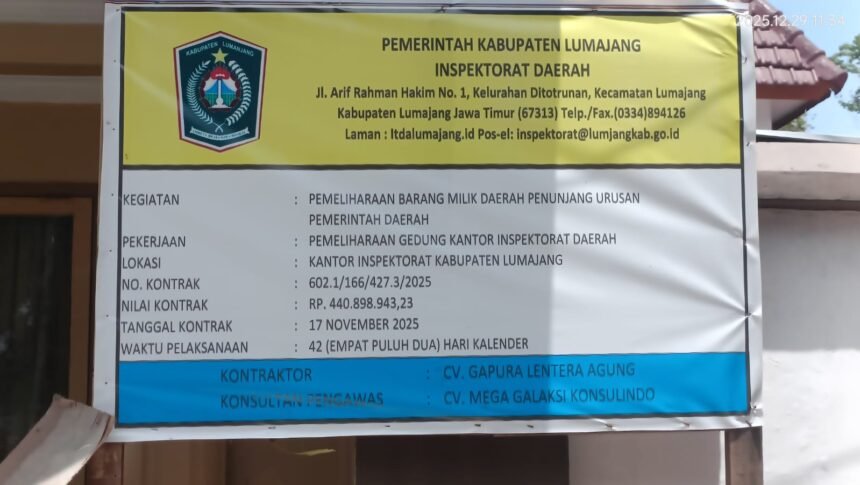 2025.12.29 11:34
KABUPATEN LUMAJANG
PEMERINTAH KABUPATEN LUMAJANG
INSPEKTORAT DAERAH
Jl. Arif Rahman Hakim No. 1, Kelurahan Ditotrunan, Kecamatan Lumajang
Kabupaten Lumajang Jawa Timur (67313) Telp./Fax.(0334)894126
Laman : Itdalumajang.id Pos-el: inspektorat@lumjangkab.go.id
KEGIATAN : PEMELIHARAAN BARANG MILIK DAERAH PENUNJANG URUSAN
PEMERINTAH DAERAH
PEKERJAAN : PEMELIHARAAN GEDUNG KANTOR INSPEKTORAT DAERAH
LOKASI : KANTOR INSPEKTORAT KABUPATEN LUMAJANG
NO. KONTRAK : 602.1/166/427.3/2025
NILAI KONTRAK : RP. 440.898.943,23
TANGGAL KONTRAK : 17 NOVEMBER 2025
WAKTU PELAKSANAAN : 42 (EMPAT PULUH DUA) HARI KALENDER
KONTRAKTOR : CV. GAPURA LENTERA AGUNG
KONSULTAN PENGAWAS : CV. MEGA GALAKSI KONSULINDO